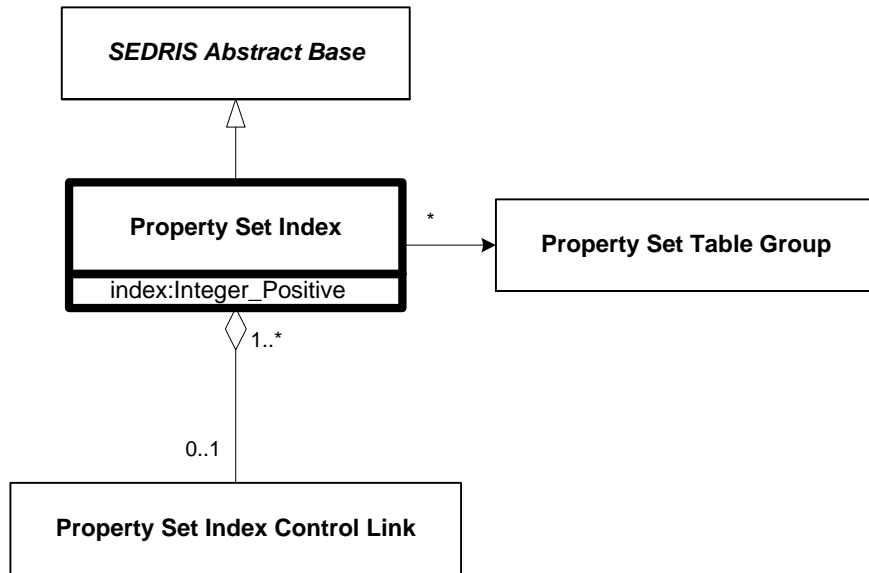 SEDRIS Abstract Base
Property Set Index
*
Property Set Table Group
index:Integer_Positive
1..*
0..1
Property Set Index Control Link